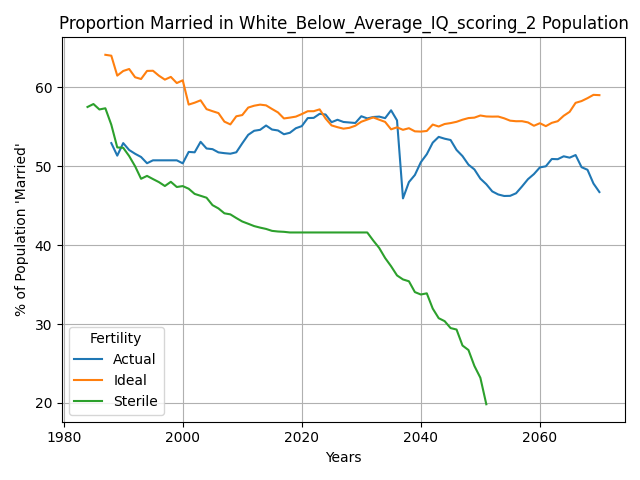 Proportion Married in White_Below_Average_IQ_scoring_2 Population
% of Population 'Married'
60
50
40
30
20
Fertility
Actual
Ideal
Sterile
1980
2000
2020
2040
2060
Years